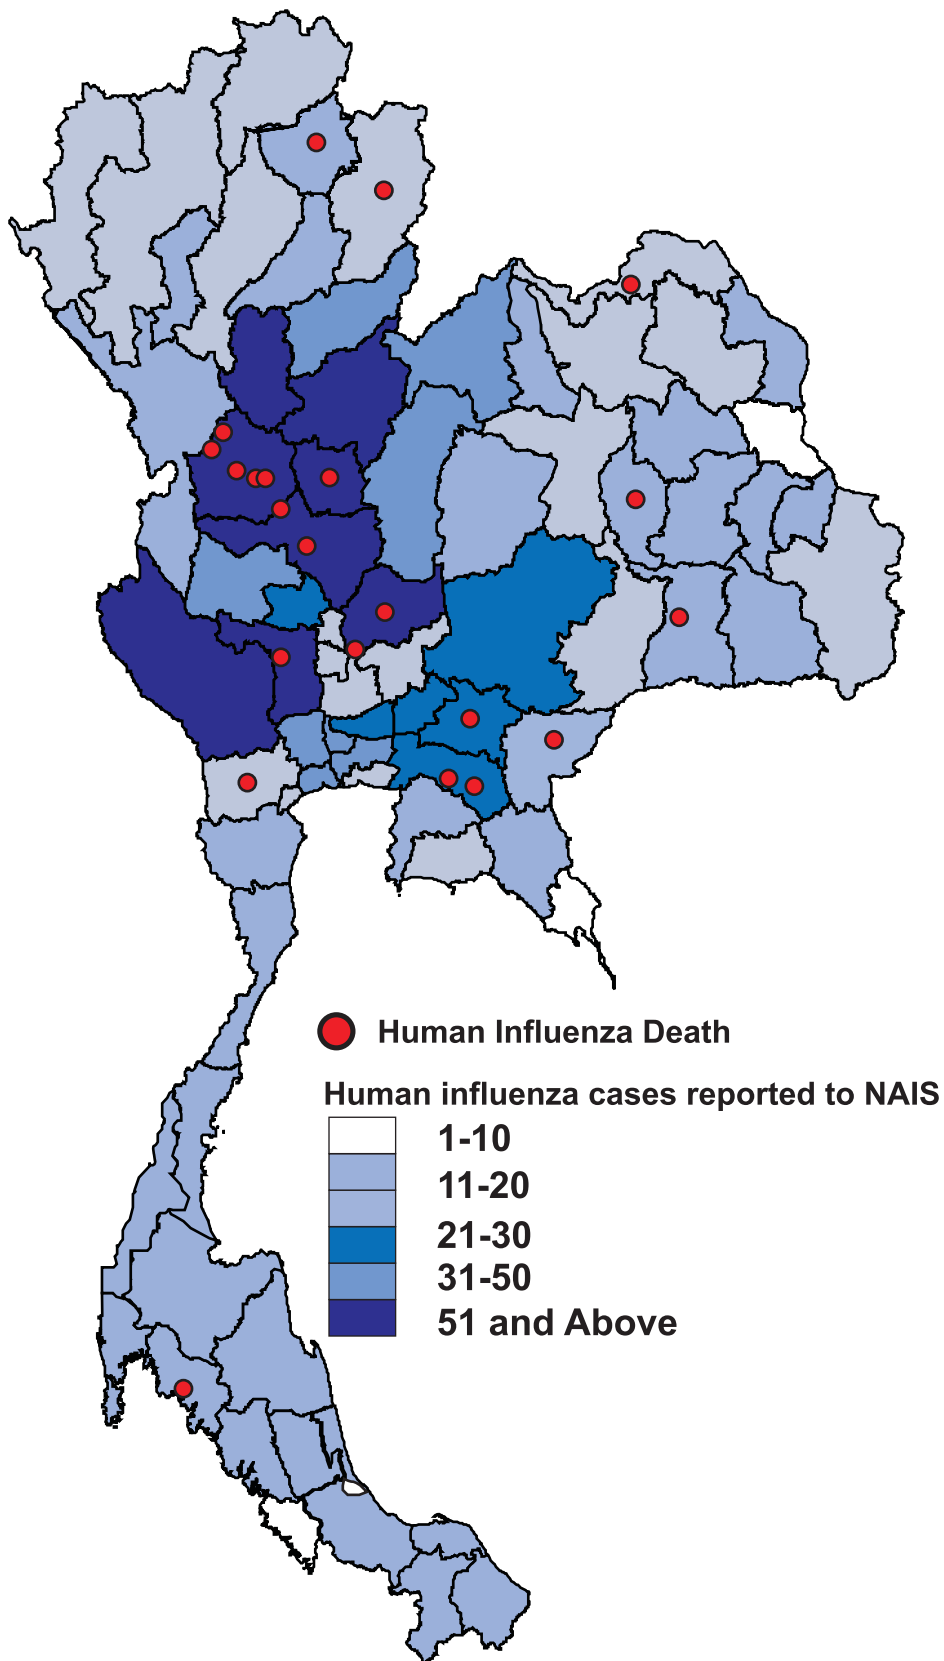 Human Influenza Death
Human influenza cases reported to NAIS
1-10
11-20
21-30
31-50
51 and Above